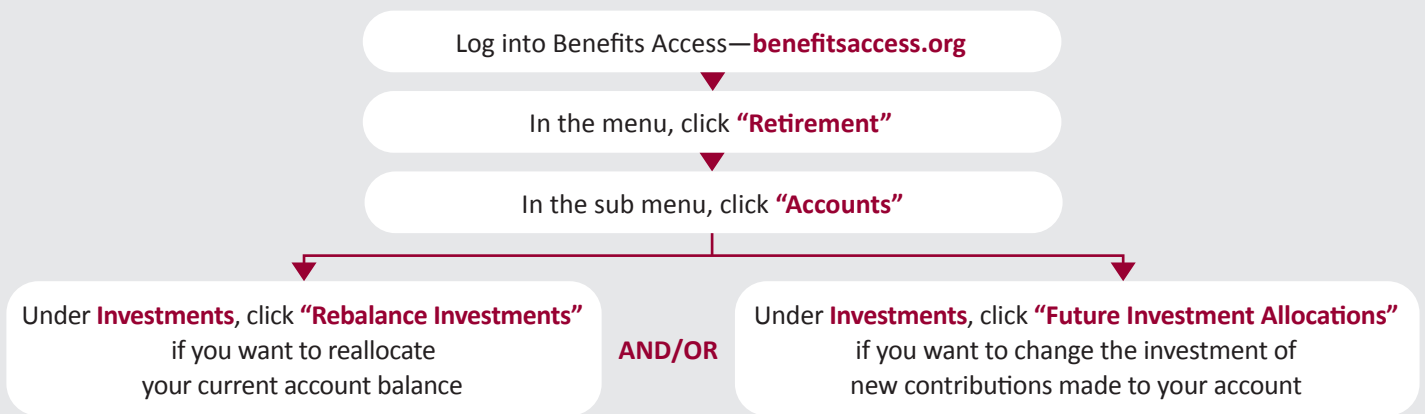 Log into Benefits Access—benefitsaccess.org
In the menu, click “Retirement”
In the sub menu, click “Accounts”
Under Investments, click “Rebalance Investments”
if you want to reallocate
your current account balance
AND/OR
Under Investments, click “Future Investment Allocations”
if you want to change the investment of
new contributions made to your account